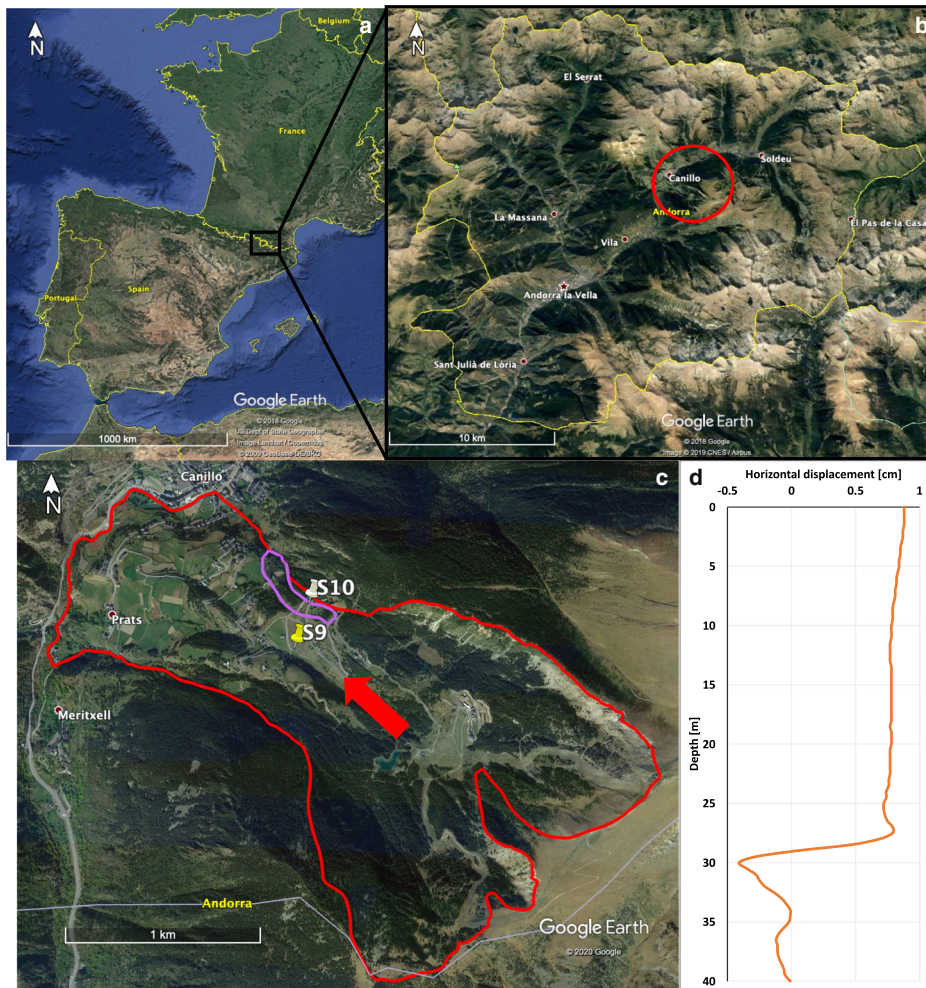 N
a
Belgium
France
Portugal
Spain
Google Earth
© 2018 Google
US Dept of State Geographer
Image Landsat / Copernicus
© 2009 GeoBasis-DE/BKG
1000 km
N
b
El Serrat
Soldeu
Canillo
La Massana
Andorra
El Pas de la Casa
Vila
Andorra la Vella
Sant Julià de Lòria
Google Earth
10 km
© 2018 Google
Image © 2019 CNES / Airbus
N
Canillo
c
S10
Prats
S9
Meritxell
Andorra
1 km
Google Earth
© 2020 Google
d
Horizontal displacement [cm]
-0.5 0 0.5 1
0
5
10
15
Depth [m]
20
25
30
35
40